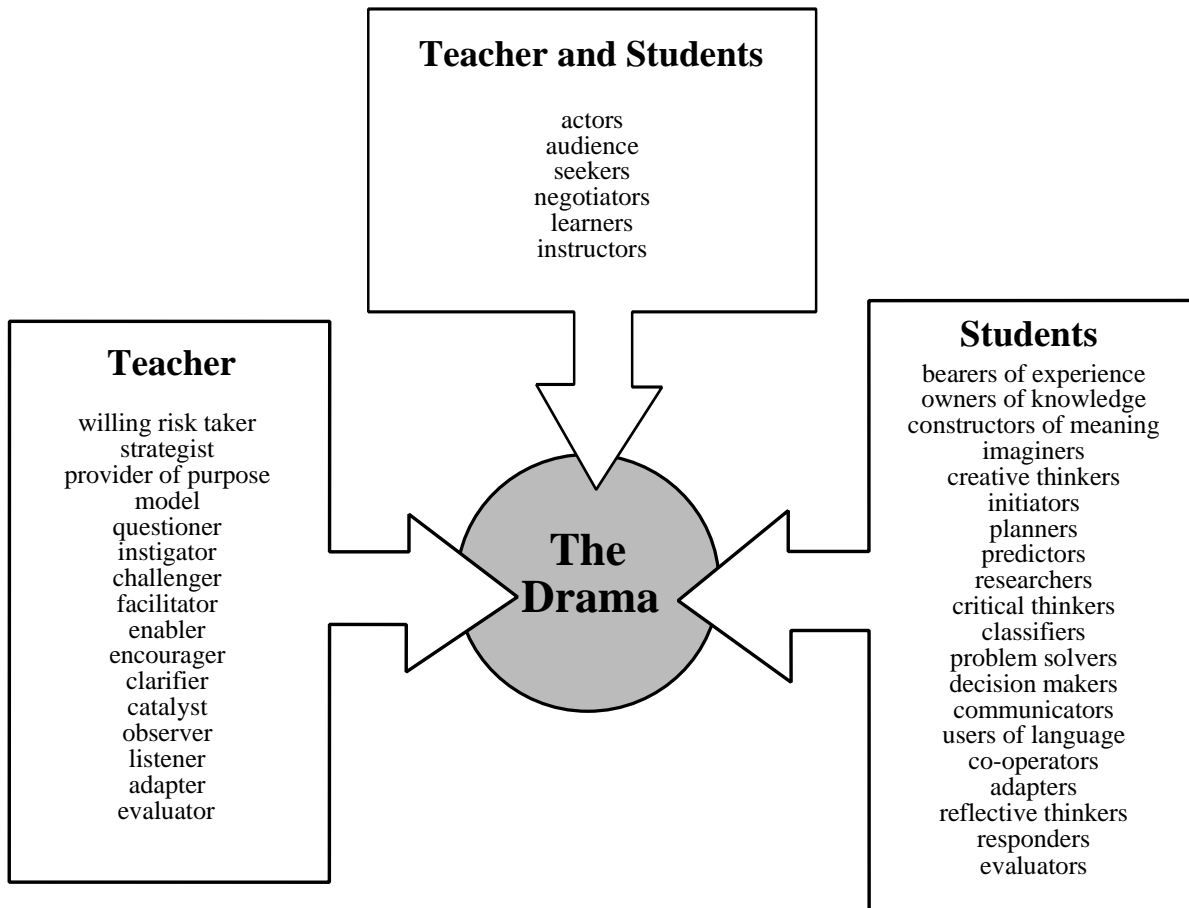 Teacher and Students
actors
audience
seekers
negotiators
learners
instructors
Teacher
willing risk taker
strategist
provider of purpose
model
questioner
instigator
challenger
facilitator
enabler
encourager
clarifier
catalyst
observer
listener
adapter
evaluator
The
Drama
Students
bearers of experience
owners of knowledge
constructors of meaning
imaginers
creative thinkers
initiators
planners
predictors
researchers
critical thinkers
classifiers
problem solvers
decision makers
communicators
users of language
co-operators
adapters
reflective thinkers
responders
evaluators